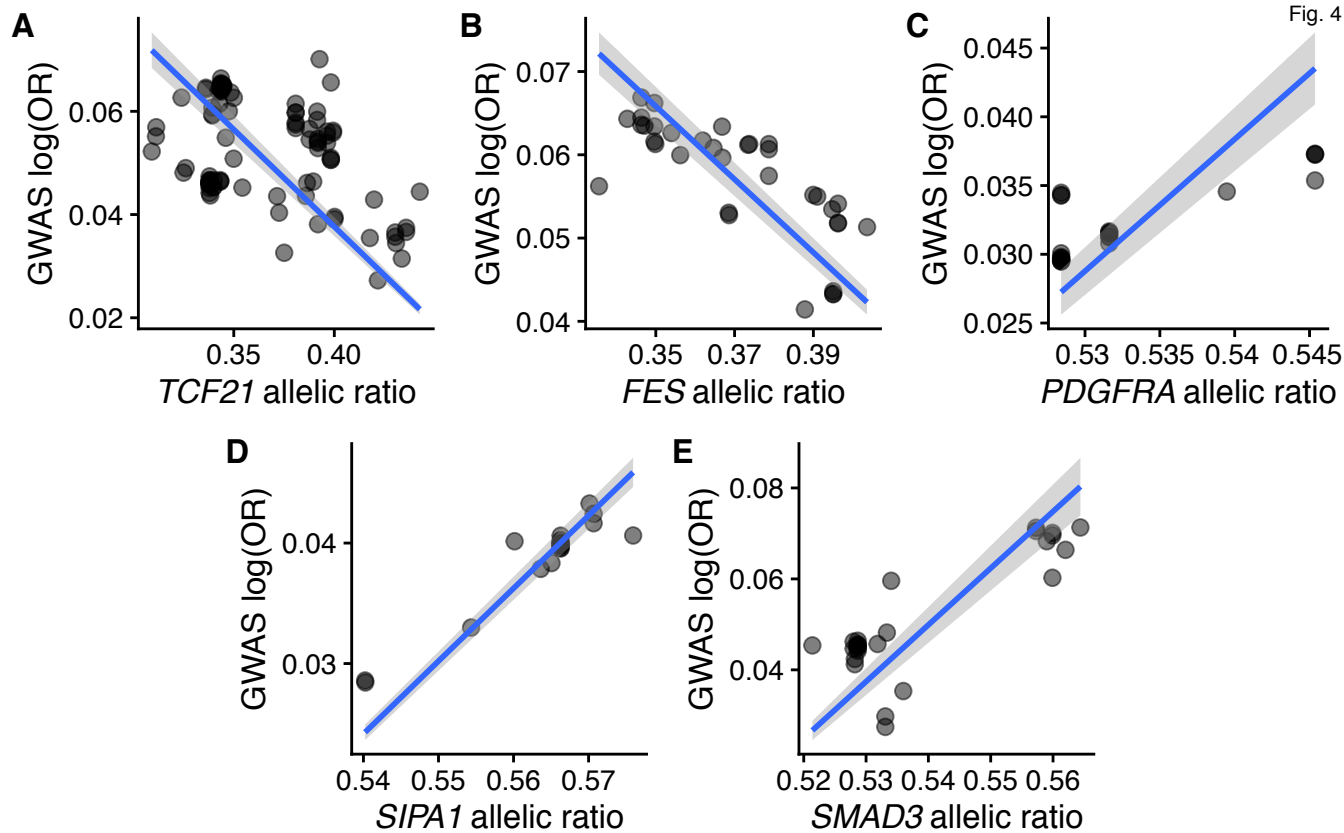 Fig. 4
A
GWAS log(OR)
0.06
0.04
0.02
0.35 0.40
TCF21 allelic ratio
B
GWAS log(OR)
0.07
0.06
0.05
0.04
0.35 0.37 0.39
FES allelic ratio
C
GWAS log(OR)
0.045
0.040
0.035
0.030
0.025
0.53 0.535 0.54 0.545
PDGFRA allelic ratio
D
GWAS log(OR)
0.04
0.03
0.54 0.55 0.56 0.57
SIPA1 allelic ratio
E
GWAS log(OR)
0.08
0.06
0.04
0.52 0.53 0.54 0.55 0.56
SMAD3 allelic ratio